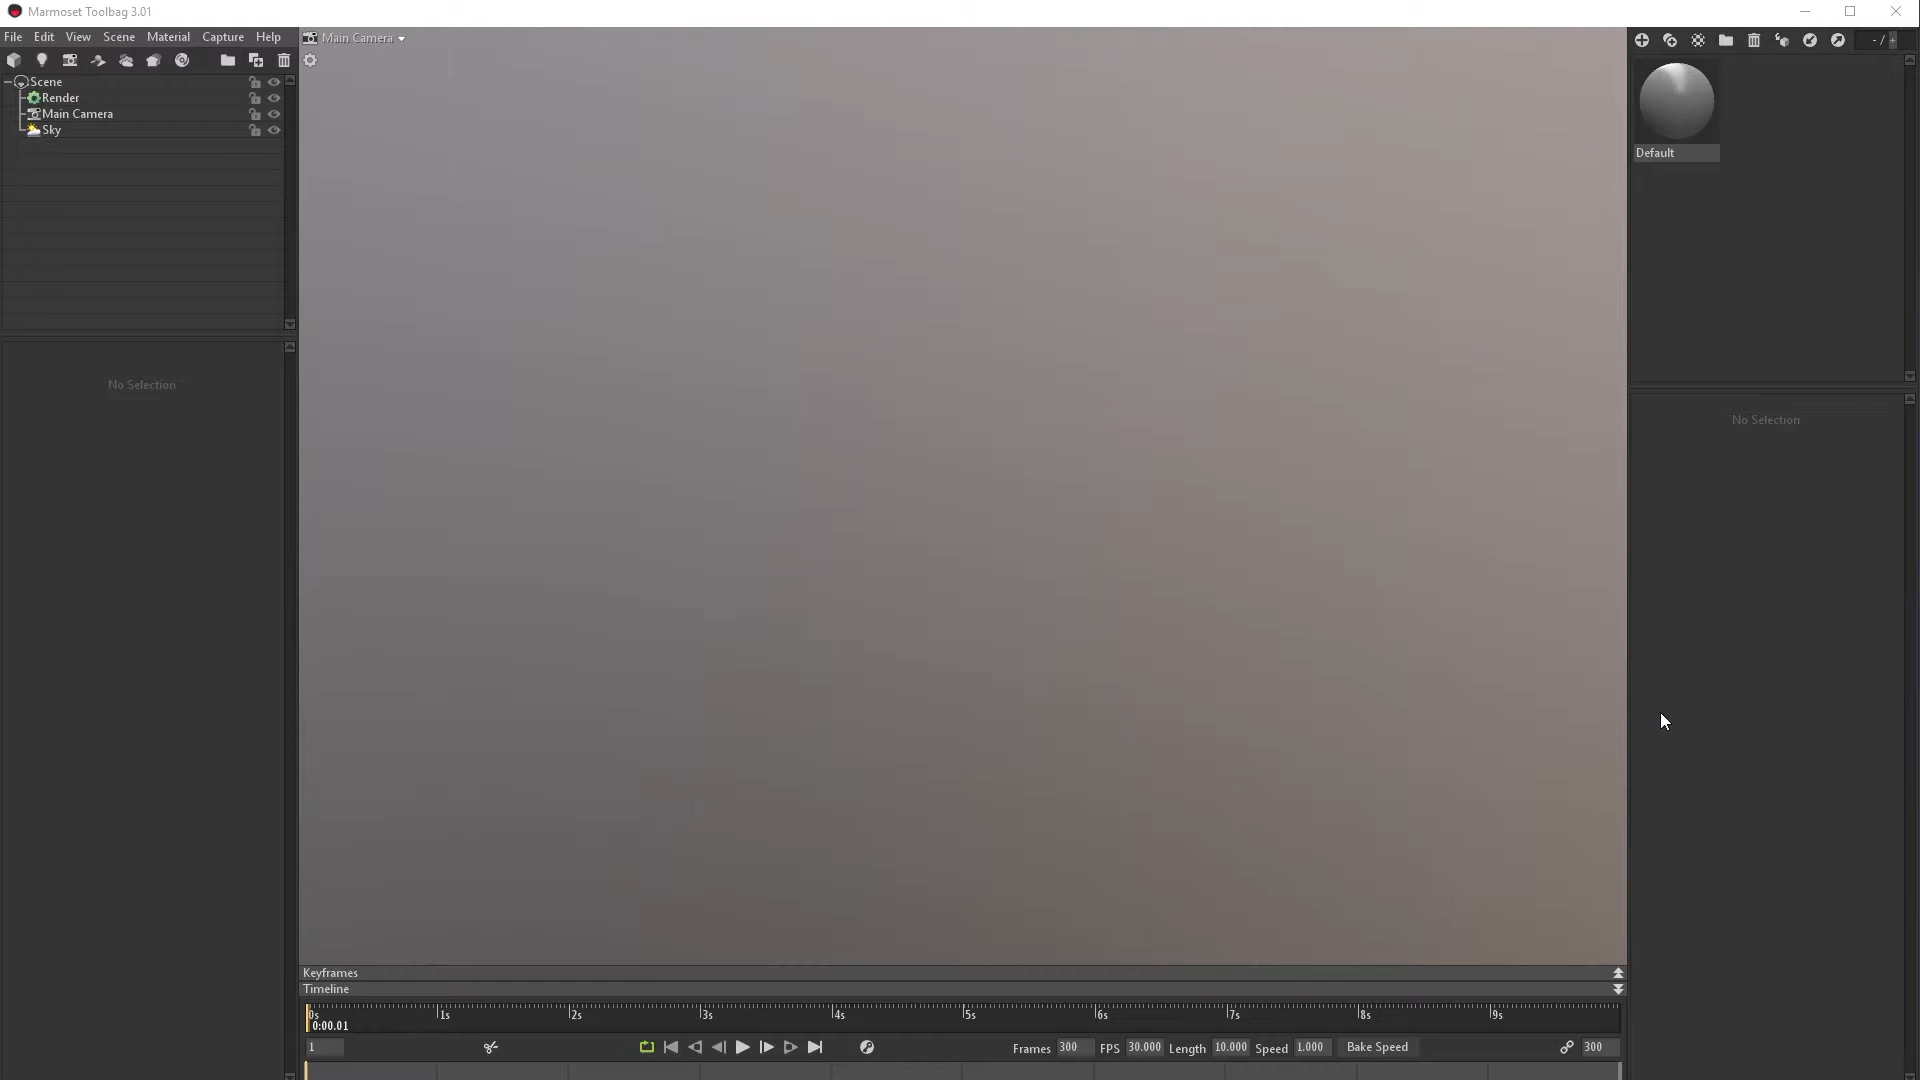 Marmoset Toolbag 3.01
File Edit View Scene Material Capture Help
Main Camera
- /
Scene
Render
Main Camera
Sky
Default
No Selection
No Selection
Keyframes
Timeline
0s 1s 2s 3s 4s 5s 6s 7s 8s 9s
0:00.01
1 Frames 300 FPS 30.000 Length 10.000 Speed 1.000 Bake Speed 300